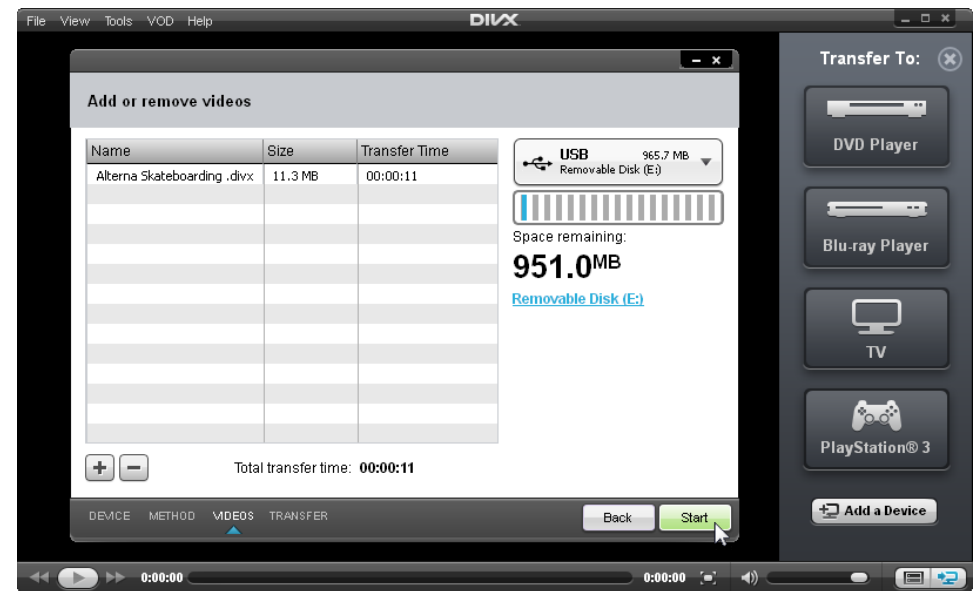 File View Tools VOD Help
DIVX
Transfer To:
Add or remove videos
Name Size Transfer Time
Alterna Skateboarding .divx 11.3 MB 00:00:11
USB 965.7 MB
Removable Disk (E:)
Space remaining:
951.0MB
Removable Disk (E:)
Total transfer time: 00:00:11
DEVICE METHOD VIDEOS TRANSFER
Back Start
DVD Player
Blu-ray Player
TV
PlayStation® 3
Add a Device
0:00:00 0:00:00